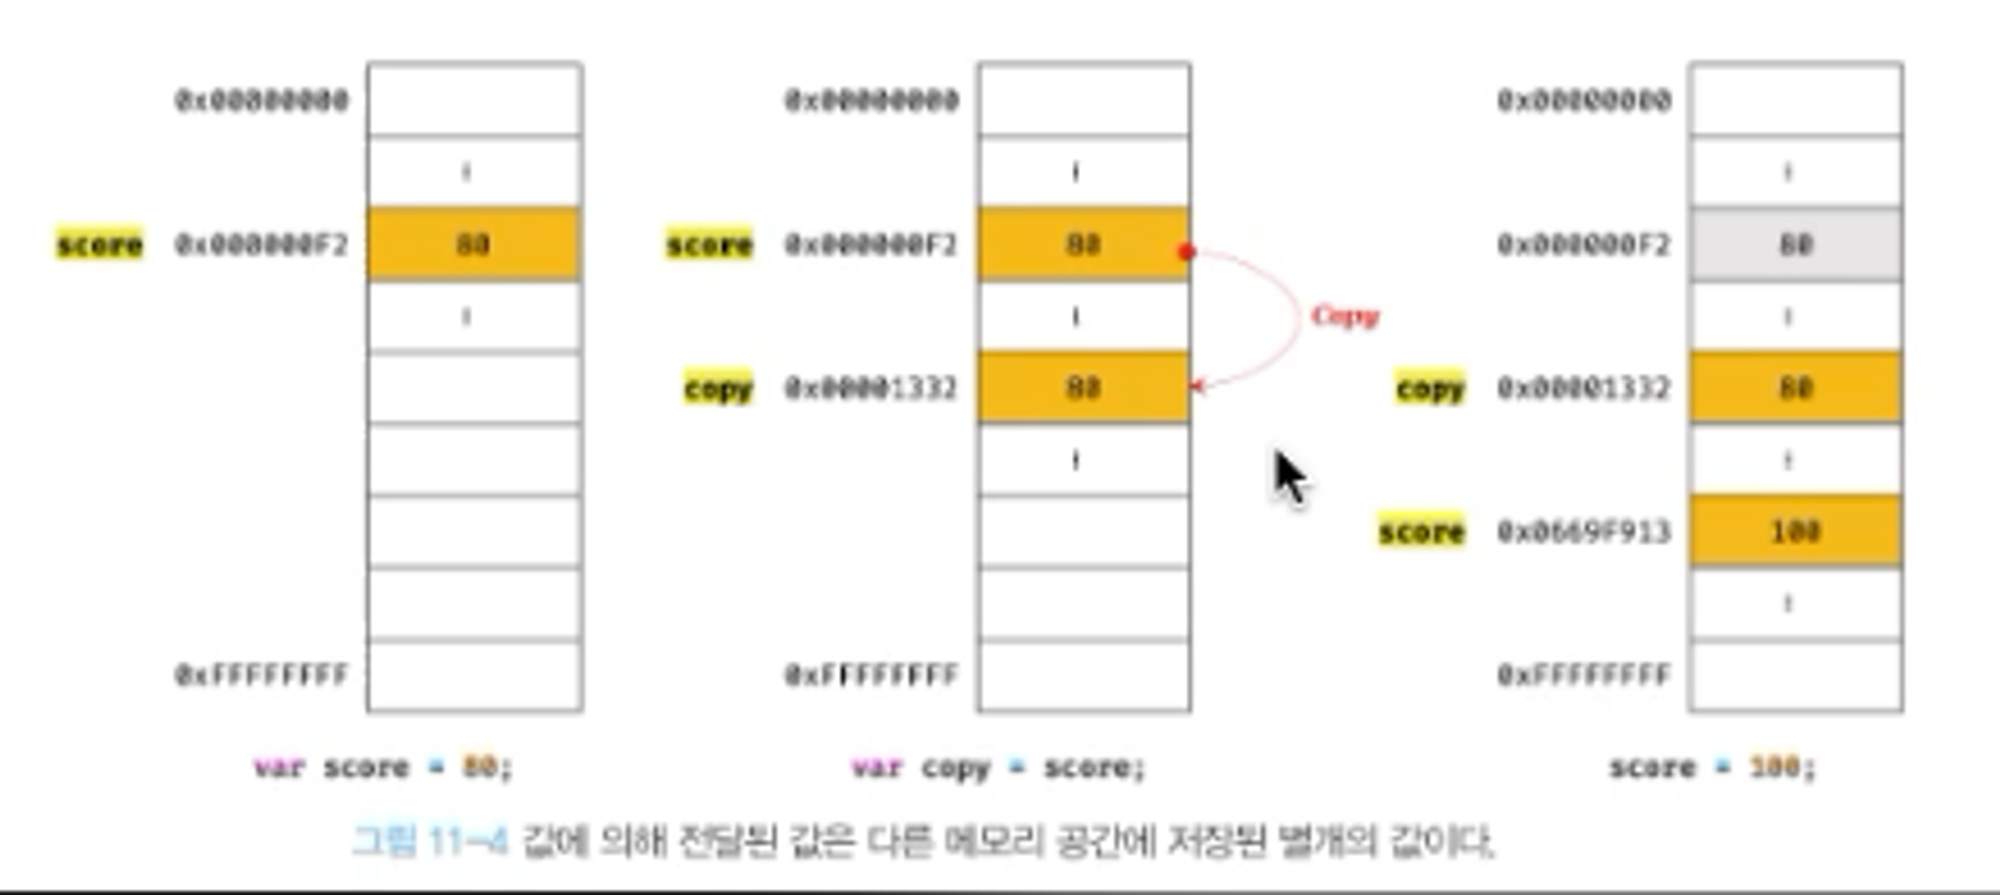 0x00000000
score 0x000000F2 80
0xFFFFFFFF
var score = 80;
0x00000000
score 0x000000F2 80
Copy
copy 0x00001332 80
0xFFFFFFFF
var copy = score;
0x00000000
0x000000F2 80
copy 0x00001332 80
score 0x0669F913 100
0xFFFFFFFF
score = 100;
그림 11-4 값에 의해 전달된 값은 다른 메모리 공간에 저장된 별개의 값이다.